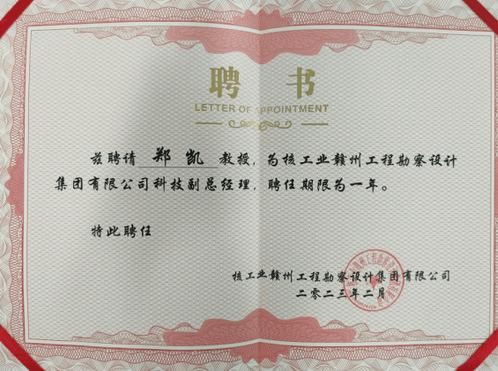 聘 书
LETTER OF APPOINTMENT
兹聘请 郑凯 教授，为核工业赣州工程勘察设计
集团有限公司科技副总经理，聘任期限为一年。
特此聘任
核工业赣州工程勘察设计集团有限公司
二零二三年二月